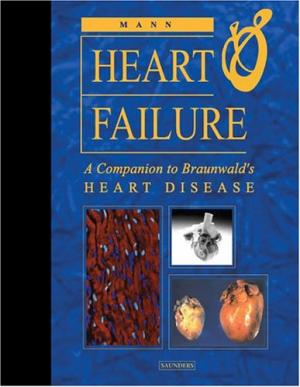 MANN
HEART
FAILURE
A Companion to Braunwald's
HEART DISEASE
SAUNDERS